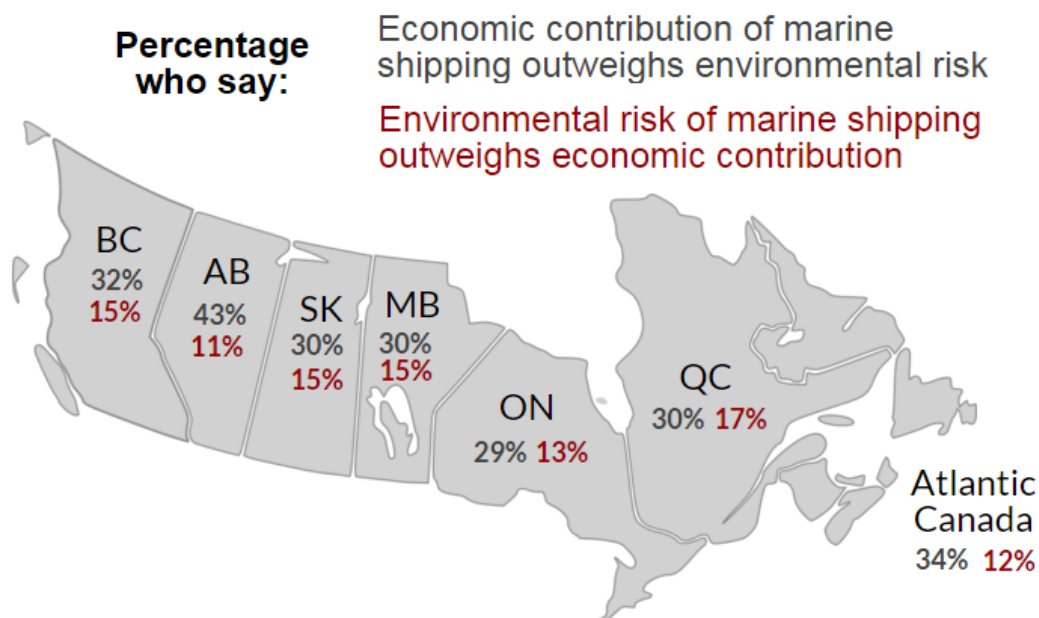 Percentage
who say:
Economic contribution of marine
shipping outweighs environmental risk
Environmental risk of marine shipping
outweighs economic contribution
BC
32%
15%
AB
43%
11%
SK
30%
15%
MB
30%
15%
ON
29% 13%
QC
30% 17%
Atlantic
Canada
34% 12%